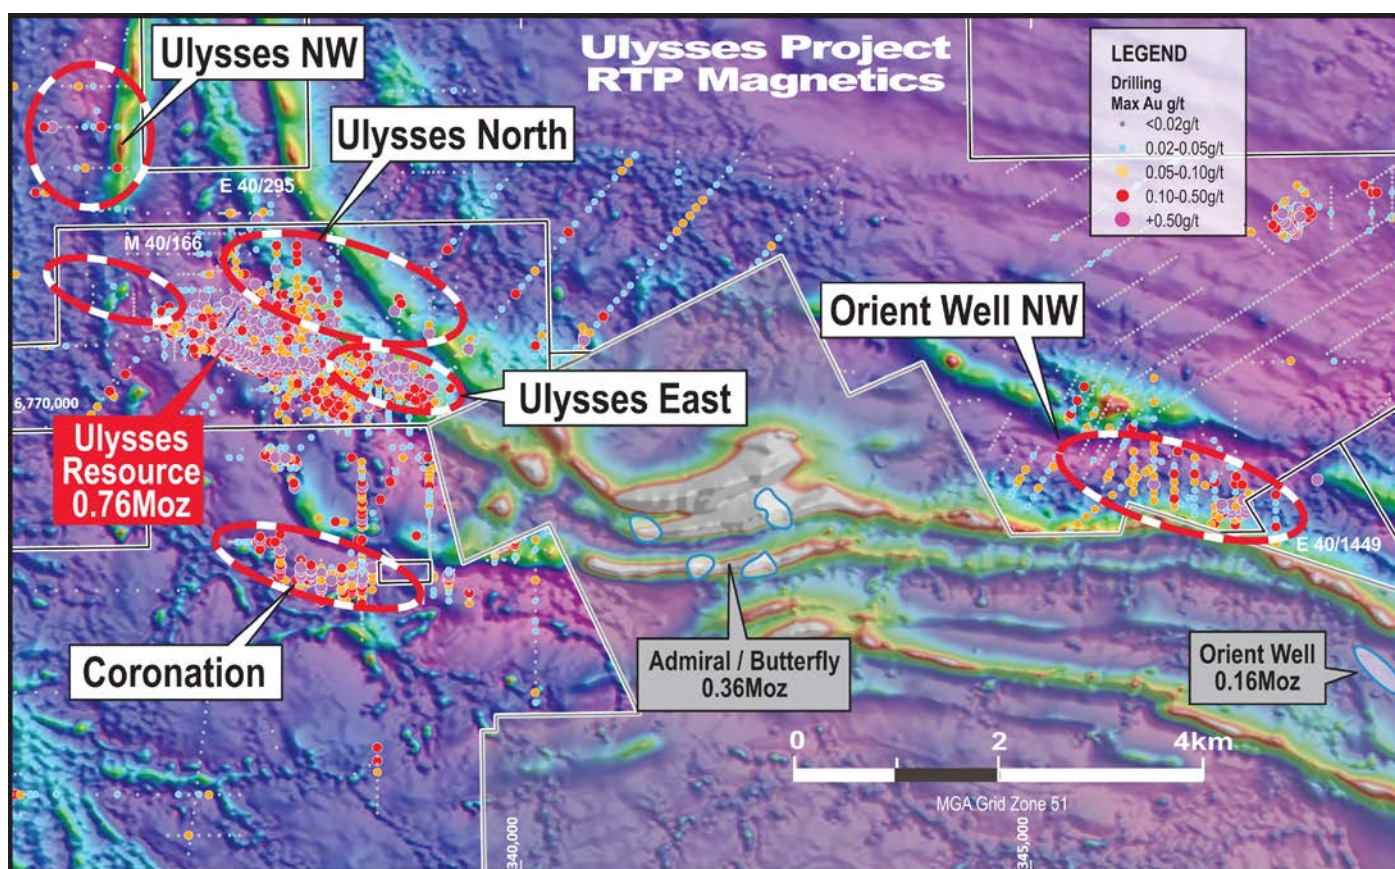 Ulysses Project
RTP Magnetics
LEGEND
Drilling
Max Au g/t
<0.02g/t
0.02-0.05g/t
0.05-0.10g/t
0.10-0.50g/t
+0.50g/t
Ulysses NW
Ulysses North
E 40/295
M 40/166
Orient Well NW
6,770,000
Ulysses East
Ulysses
Resource
0.76Moz
E 40/1449
Coronation
Admiral / Butterfly
0.36Moz
Orient Well
0.16Moz
0 2 4km
MGA Grid Zone 51
340,000
345,000